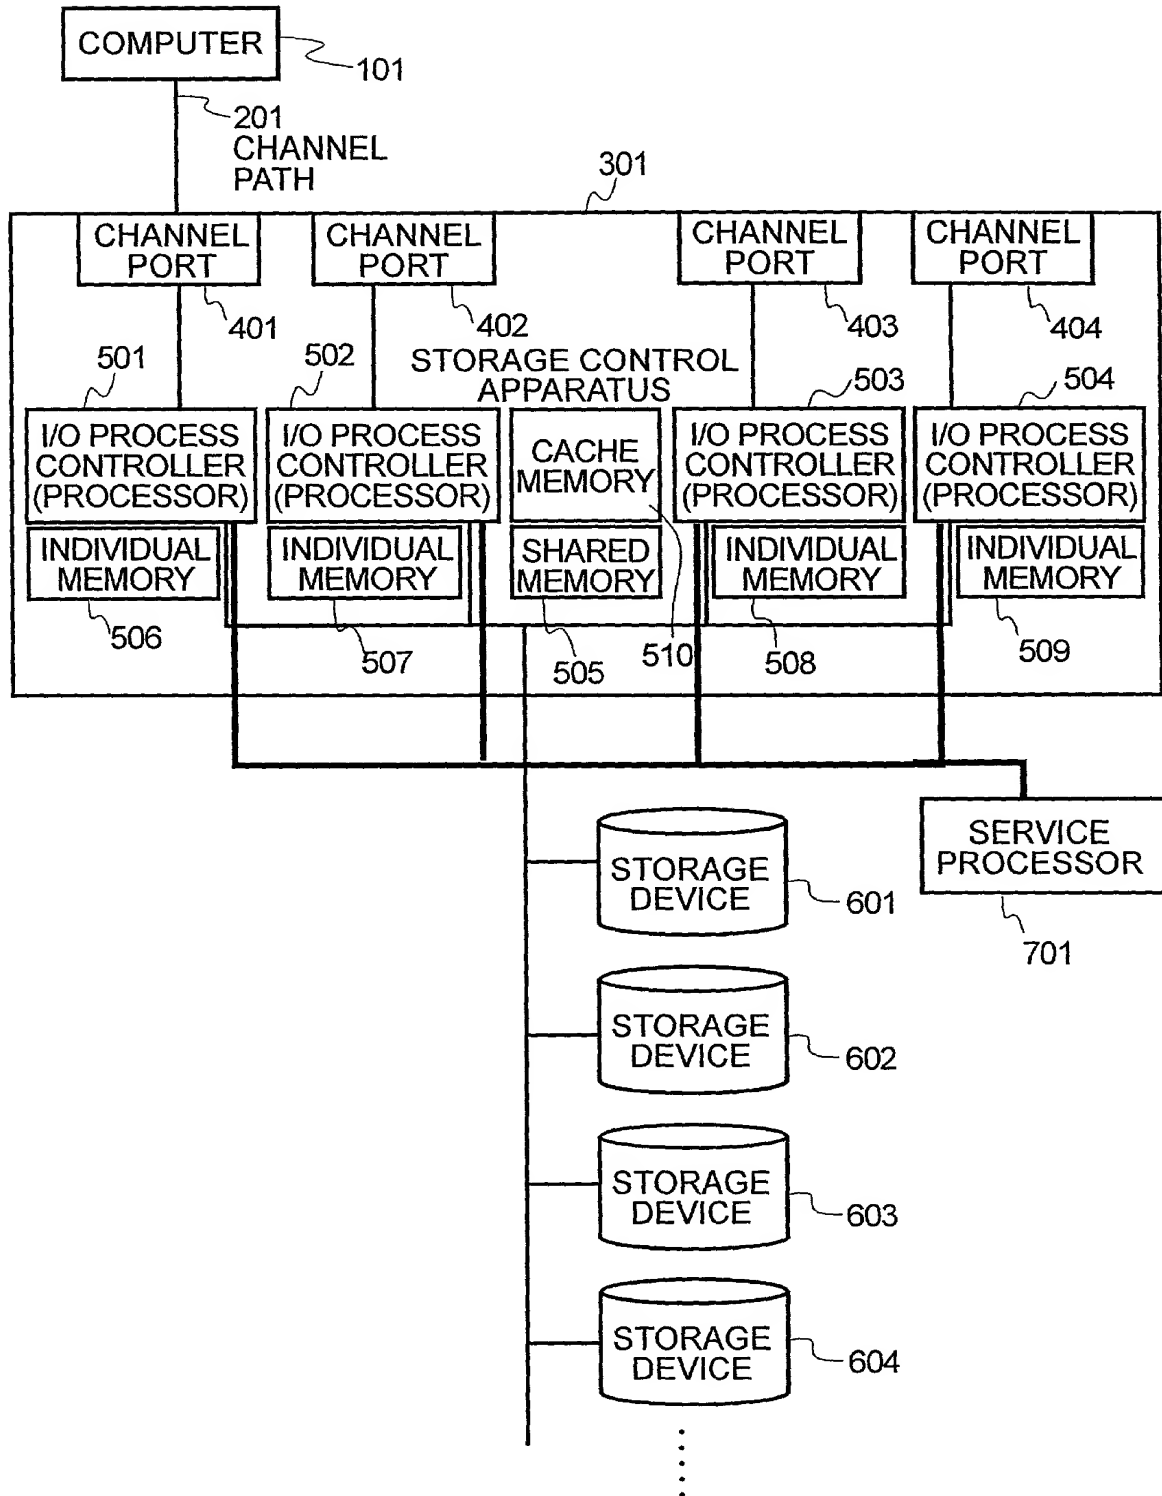 COMPUTER
101
201
CHANNEL
PATH
301
CHANNEL
PORT
401
CHANNEL
PORT
402
CHANNEL
PORT
403
CHANNEL
PORT
404
STORAGE CONTROL
APPARATUS
501
I/O PROCESS
CONTROLLER
(PROCESSOR)
502
I/O PROCESS
CONTROLLER
(PROCESSOR)
CACHE
MEMORY
503
I/O PROCESS
CONTROLLER
(PROCESSOR)
504
I/O PROCESS
CONTROLLER
(PROCESSOR)
INDIVIDUAL
MEMORY
506
INDIVIDUAL
MEMORY
507
SHARED
MEMORY
505
510
INDIVIDUAL
MEMORY
508
INDIVIDUAL
MEMORY
509
SERVICE
PROCESSOR
701
STORAGE
DEVICE
601
STORAGE
DEVICE
602
STORAGE
DEVICE
603
STORAGE
DEVICE
604